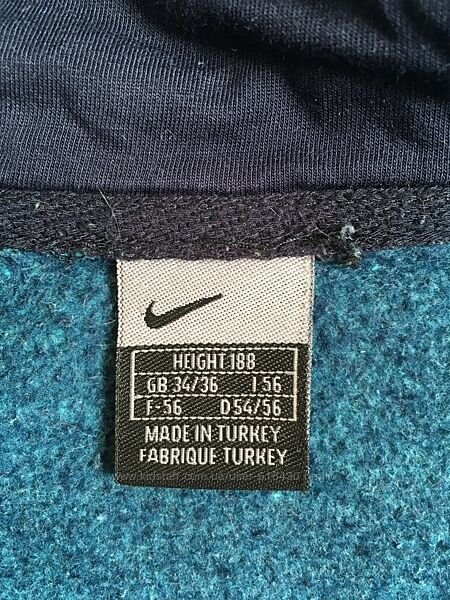 HEIGHT 188
GB 34/36 I 56
F-56 D 54/56
MADE IN TURKEY
FABRIQUE TURKEY